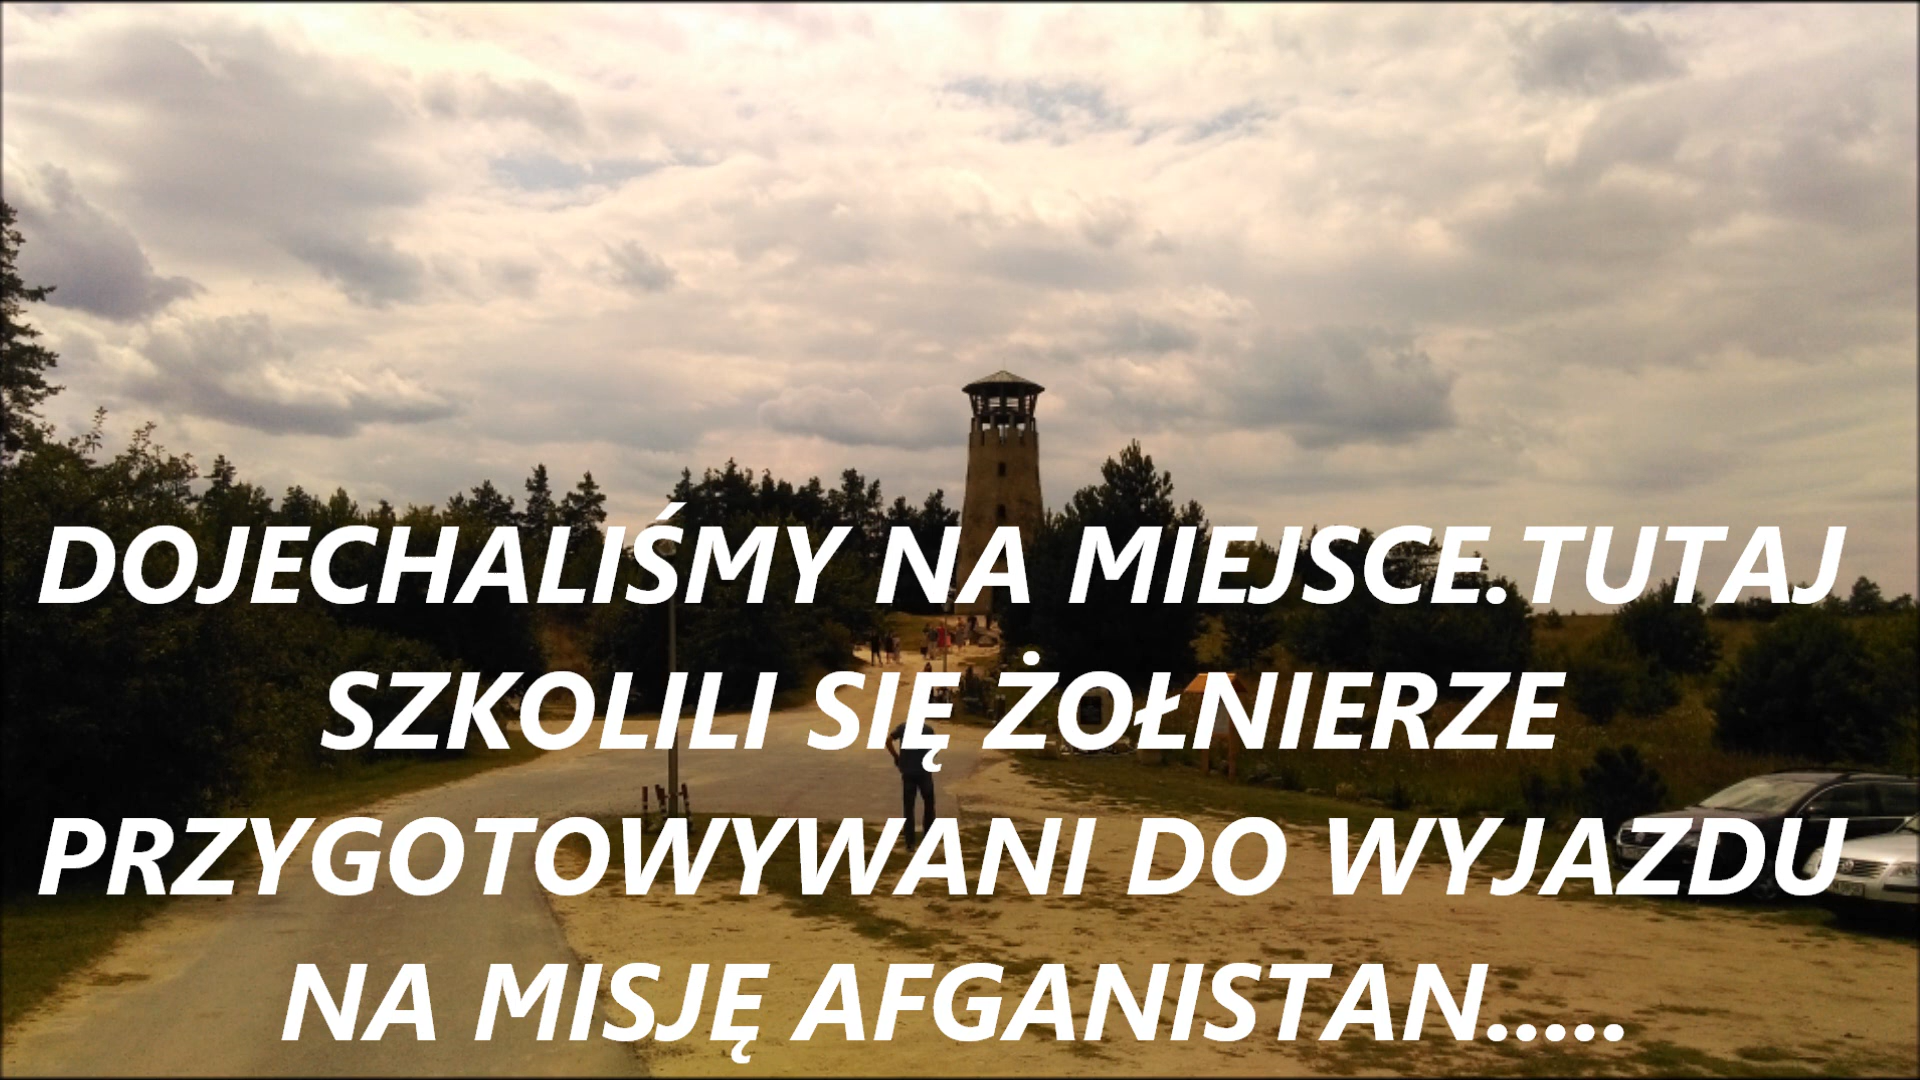 DOJECHALIŚMY NA MIEJSCE.TUTAJ
SZKOLILI SIĘ ŻOŁNIERZE
PRZYGOTOWYWANI DO WYJAZDU
NA MISJĘ AFGANISTAN.....